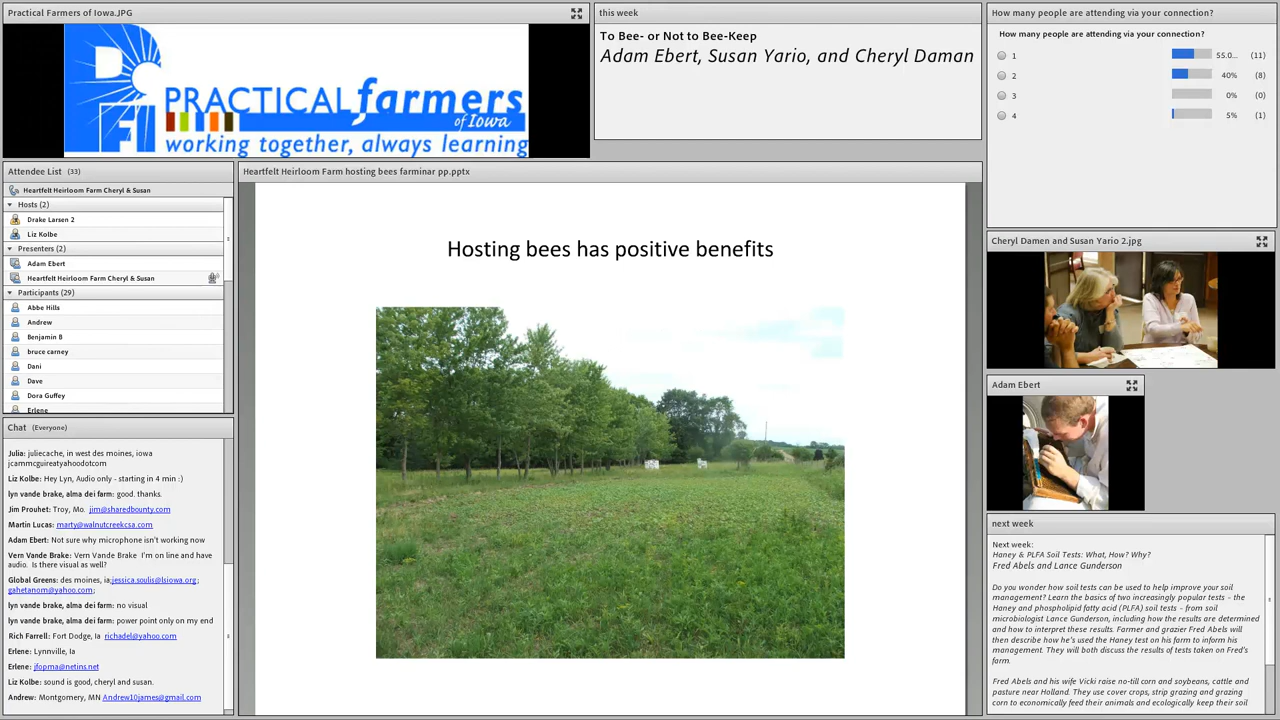 Practical Farmers of Iowa.JPG
PFI
PRACTICAL farmers
of Iowa
working together, always learning
this week
To Bee- or Not to Bee-Keep
Adam Ebert, Susan Yario, and Cheryl Daman
How many people are attending via your connection?
How many people are attending via your connection?
1 55.0... (11)
2 40% (8)
3 0% (0)
4 5% (1)
Attendee List (33)
Heartfelt Heirloom Farm Cheryl & Susan
Hosts (2)
Drake Larsen 2
Liz Kolbe
Presenters (2)
Adam Ebert
Heartfelt Heirloom Farm Cheryl & Susan
Participants (29)
Abbe Hills
Andrew
Benjamin B
bruce carney
Dani
Dave
Dora Guffey
Erlene
Chat (Everyone)
Julia: juliecache, in west des moines, iowa
jcammcguireatyahoodotcom
Liz Kolbe: Hey Lyn, Audio only - starting in 4 min :)
lyn vande brake, alma dei farm: good. thanks.
Jim Prouhet: Troy, Mo. jim@sharedbounty.com
Martin Lucas: marty@walnutcreekcsa.com
Adam Ebert: Not sure why microphone isn't working now
Vern Vande Brake: Vern Vande Brake I'm on line and have
audio. Is there visual as well?
Global Greens: des moines, ia;jessica.soulis@lsiowa.org;
gahetanom@yahoo.com;
lyn vande brake, alma dei farm: no visual
lyn vande brake, alma dei farm: power point only on my end
Rich Farrell: Fort Dodge, Ia richadel@yahoo.com
Erlene: Lynnville, Ia
Erlene: jfopma@netins.net
Liz Kolbe: sound is good, cheryl and susan.
Andrew: Montgomery, MN Andrew10james@gmail.com
Heartfelt Heirloom Farm hosting bees farminar pp.pptx
Hosting bees has positive benefits
Cheryl Damen and Susan Yario 2.jpg
Adam Ebert
next week
Next week:
Haney & PLFA Soil Tests: What, How? Why?
Fred Abels and Lance Gunderson
Do you wonder how soil tests can be used to help improve your soil
management? Learn the basics of two increasingly popular tests - the
Haney and phospholipid fatty acid (PLFA) soil tests - from soil
microbiologist Lance Gunderson, including how the results are determined
and how to interpret these results. Farmer and grazier Fred Abels will
then describe how he's used the Haney test on his farm to inform his
management. They will both discuss the results of tests taken on Fred's
farm.
Fred Abels and his wife Vicki raise no-till corn and soybeans, cattle and
pasture near Holland. They use cover crops, strip grazing and grazing
corn to economically feed their animals and ecologically keep their soil